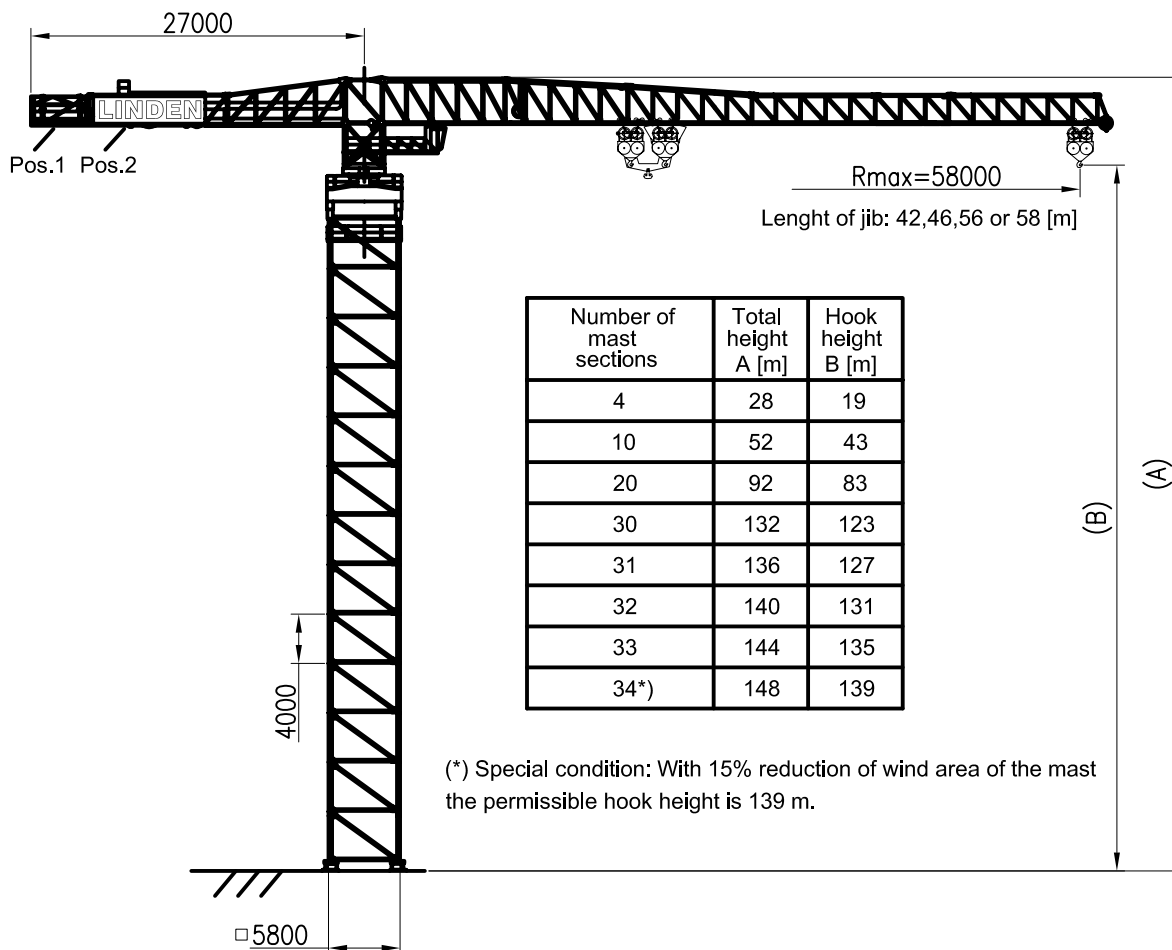 27000
LINDEN
Pos.1 Pos.2
Rmax=58000
Lenght of jib: 42,46,56 or 58 [m]
Number of mast sections Total height A [m] Hook height B [m]
4 28 19
10 52 43
20 92 83
30 132 123
31 136 127
32 140 131
33 144 135
34*) 148 139
(A)
(B)
4000
(*) Special condition: With 15% reduction of wind area of the mast
the permissible hook height is 139 m.
□5800